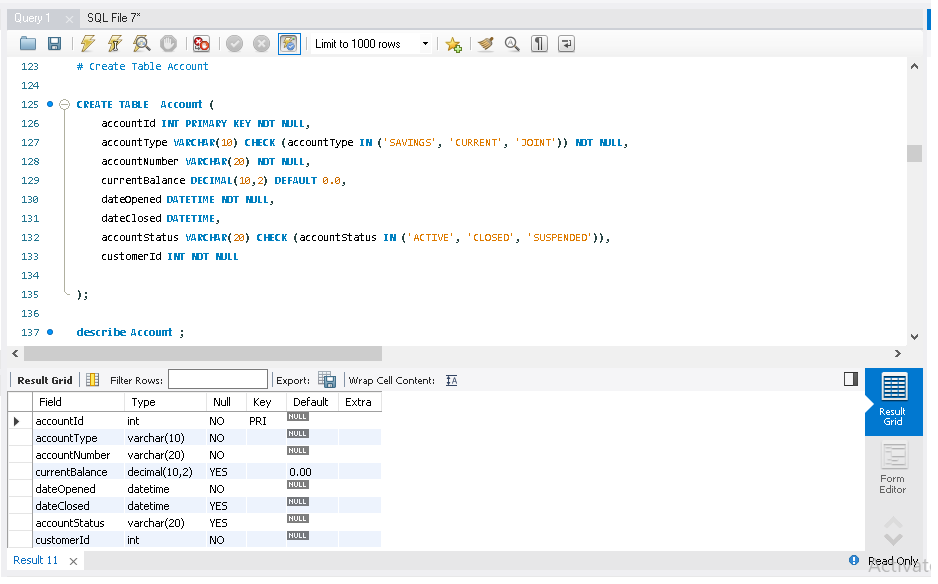 Query 1
SQL File 7*
Limit to 1000 rows
123 # Create Table Account
124
125 CREATE TABLE Account (
126 accountId INT PRIMARY KEY NOT NULL,
127 accountType VARCHAR(10) CHECK (accountType IN ('SAVINGS', 'CURRENT', 'JOINT')) NOT NULL,
128 accountNumber VARCHAR(20) NOT NULL,
129 currentBalance DECIMAL(10,2) DEFAULT 0.0,
130 dateOpened DATETIME NOT NULL,
131 dateClosed DATETIME,
132 accountStatus VARCHAR(20) CHECK (accountStatus IN ('ACTIVE', 'CLOSED', 'SUSPENDED')),
133 customerId INT NOT NULL
134
135 );
136
137 describe Account ;
Result Grid Filter Rows: Export: Wrap Cell Content: IA
Field Type Null Key Default Extra
accountId int NO PRI NULL
accountType varchar(10) NO NULL
accountNumber varchar(20) NO NULL
currentBalance decimal(10,2) YES 0.00
dateOpened datetime NO NULL
dateClosed datetime YES NULL
accountStatus varchar(20) YES NULL
customerId int NO NULL
Result
Grid
Form
Editor
Result 11
Read Only
Activat